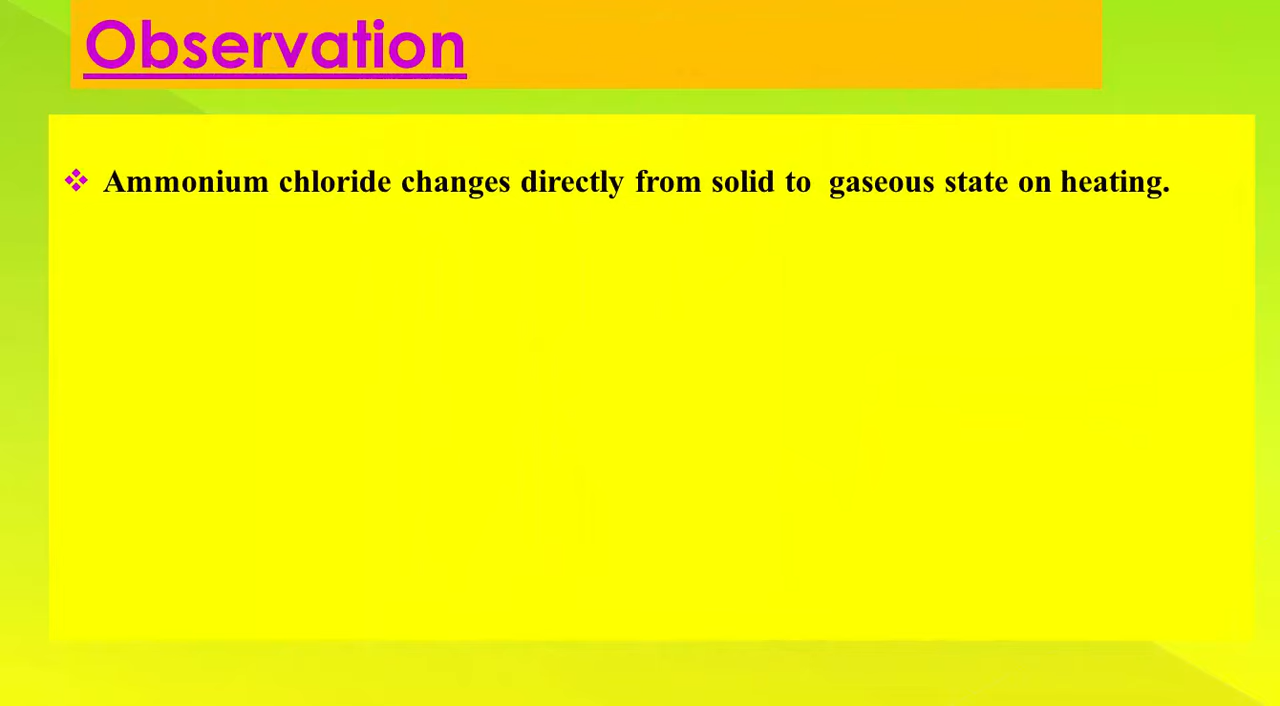 Observation
❖ Ammonium chloride changes directly from solid to gaseous state on heating.